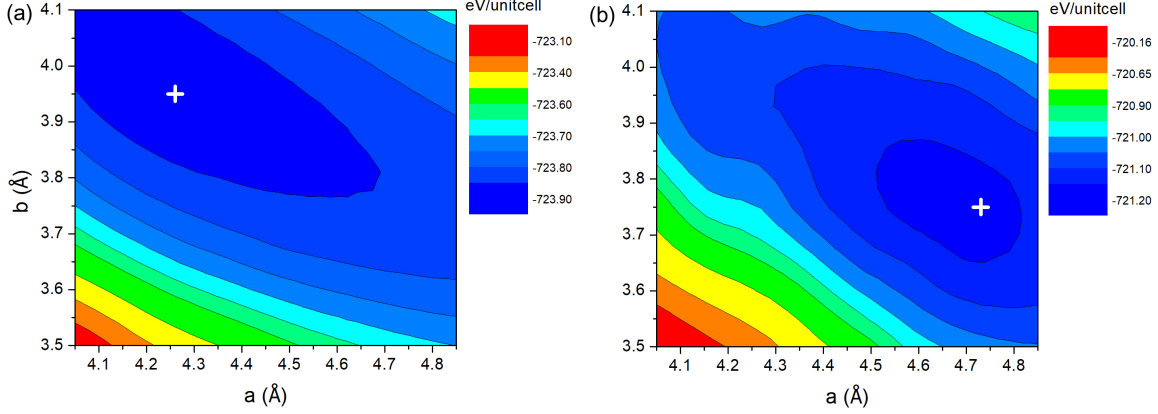 (a)
eV/unitcell
4.1
4.0
3.9
3.8
3.7
3.6
3.5
b (Å)
4.1 4.2 4.3 4.4 4.5 4.6 4.7 4.8
a (Å)
-723.10
-723.40
-723.60
-723.70
-723.80
-723.90
(b)
eV/unitcell
4.1
4.0
3.9
3.8
3.7
3.6
3.5
4.1 4.2 4.3 4.4 4.5 4.6 4.7 4.8
a (Å)
-720.16
-720.65
-720.90
-721.00
-721.10
-721.20